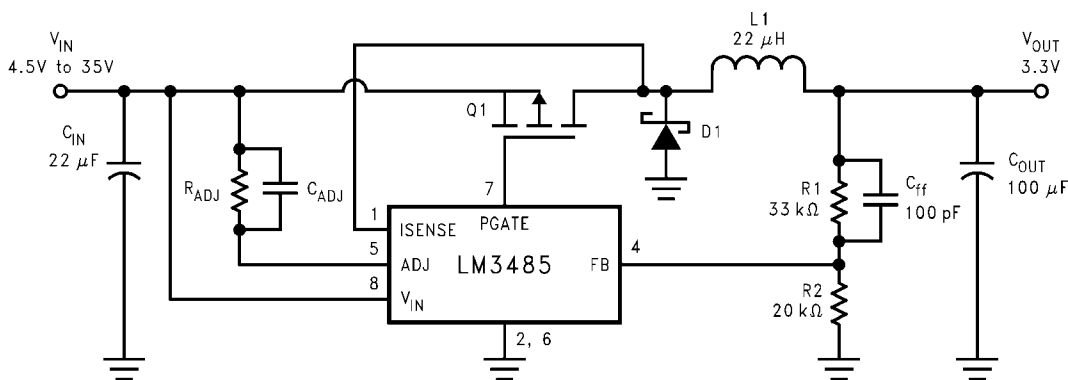 V_IN
4.5V to 35V
L1
22 μH
V_OUT
3.3V
Q1
D1
C_IN
22 μF
R_ADJ
C_ADJ
R1
33 kΩ
C_ff
100 pF
C_OUT
100 μF
7
PGATE
1
ISENSE
5
ADJ
LM3485
FB
4
8
V_IN
R2
20 kΩ
2, 6